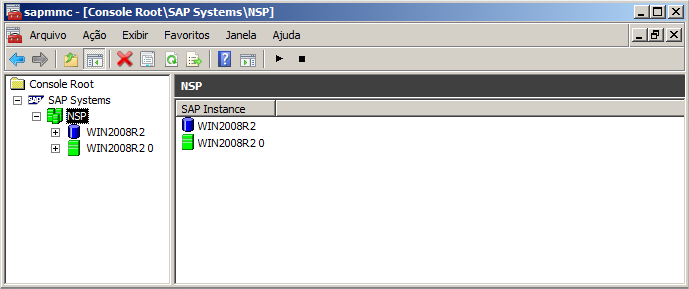 sapmmc - [Console Root\SAP Systems\NSP]
Arquivo Ação Exibir Favoritos Janela Ajuda
Console Root
SAP SAP Systems
NSP
WIN2008R2
WIN2008R2 0
NSP
SAP Instance
WIN2008R2
WIN2008R2 0